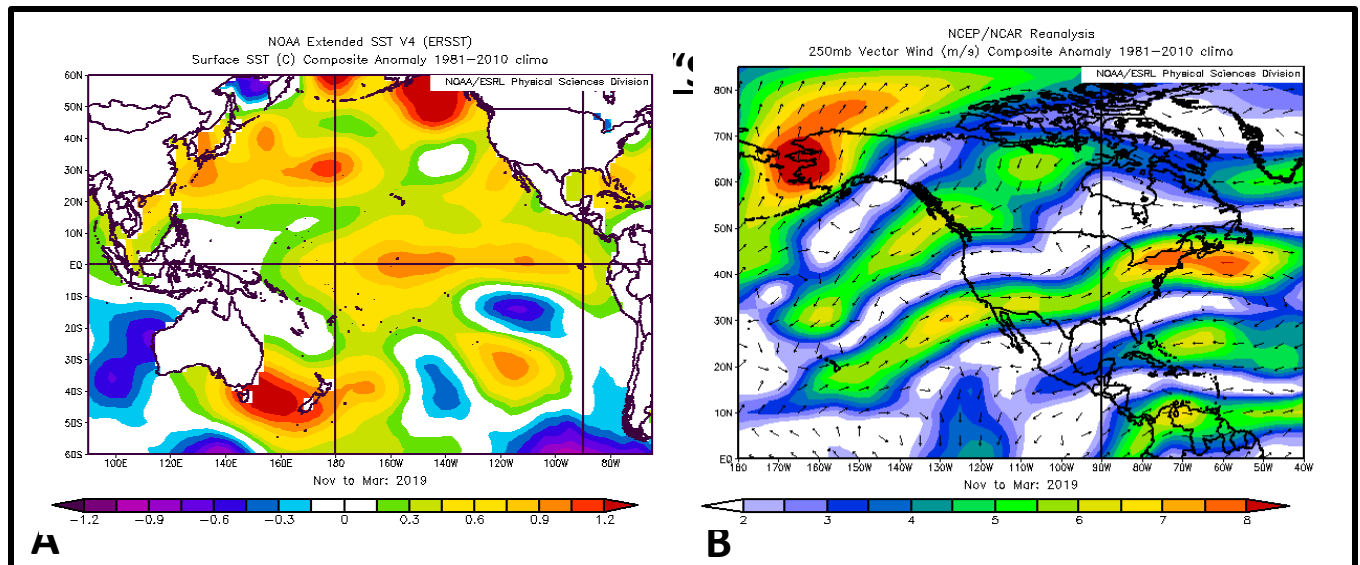 NOAA Extended SST V4 (ERSST)
Surface SST (C) Composite Anomaly 1981-2010 climo
NOAA/ESRL Physical Sciences Division
60N
50N
40N
30N
20N
10N
EQ
10S
20S
30S
40S
50S
60S
100E 120E 140E 160E 180 160W 140W 120W 100W 80W
Nov to Mar: 2019
-1.2 -0.9 -0.6 -0.3 0 0.3 0.6 0.9 1.2
A
NCEP/NCAR Reanalysis
250mb Vector Wind (m/s) Composite Anomaly 1981-2010 climo
NOAA/ESRL Physical Sciences Division
80N
70N
60N
50N
40N
30N
20N
10N
EQ
180 170W 160W 150W 140W 130W 120W 110W 100W 90W 80W 70W 60W 50W 40W
Nov to Mar: 2019
2 3 4 5 6 7 8
B